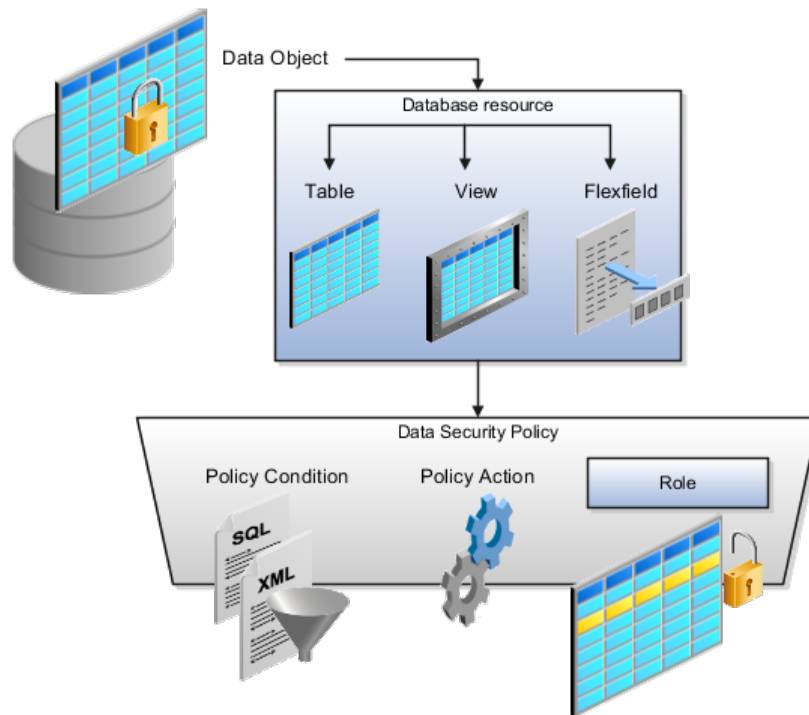 Data Object
Database resource
Table
View
Flexfield
Data Security Policy
Policy Condition
Policy Action
Role
SQL
XML